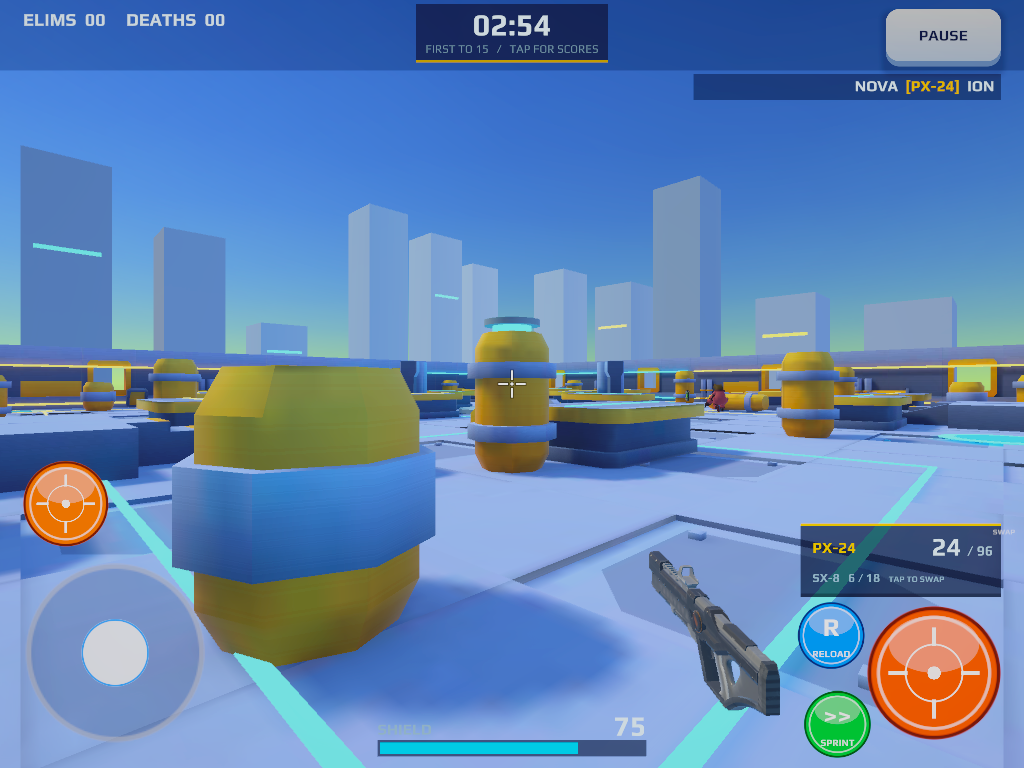 ELIMS 00 DEATHS 00
02:54
FIRST TO 15 / TAP FOR SCORES
PAUSE
NOVA [PX-24] ION
SWAP
PX-24 24 / 96
SX-8 6 / 18 TAP TO SWAP
R
RELOAD
>>
SPRINT
SHIELD 75